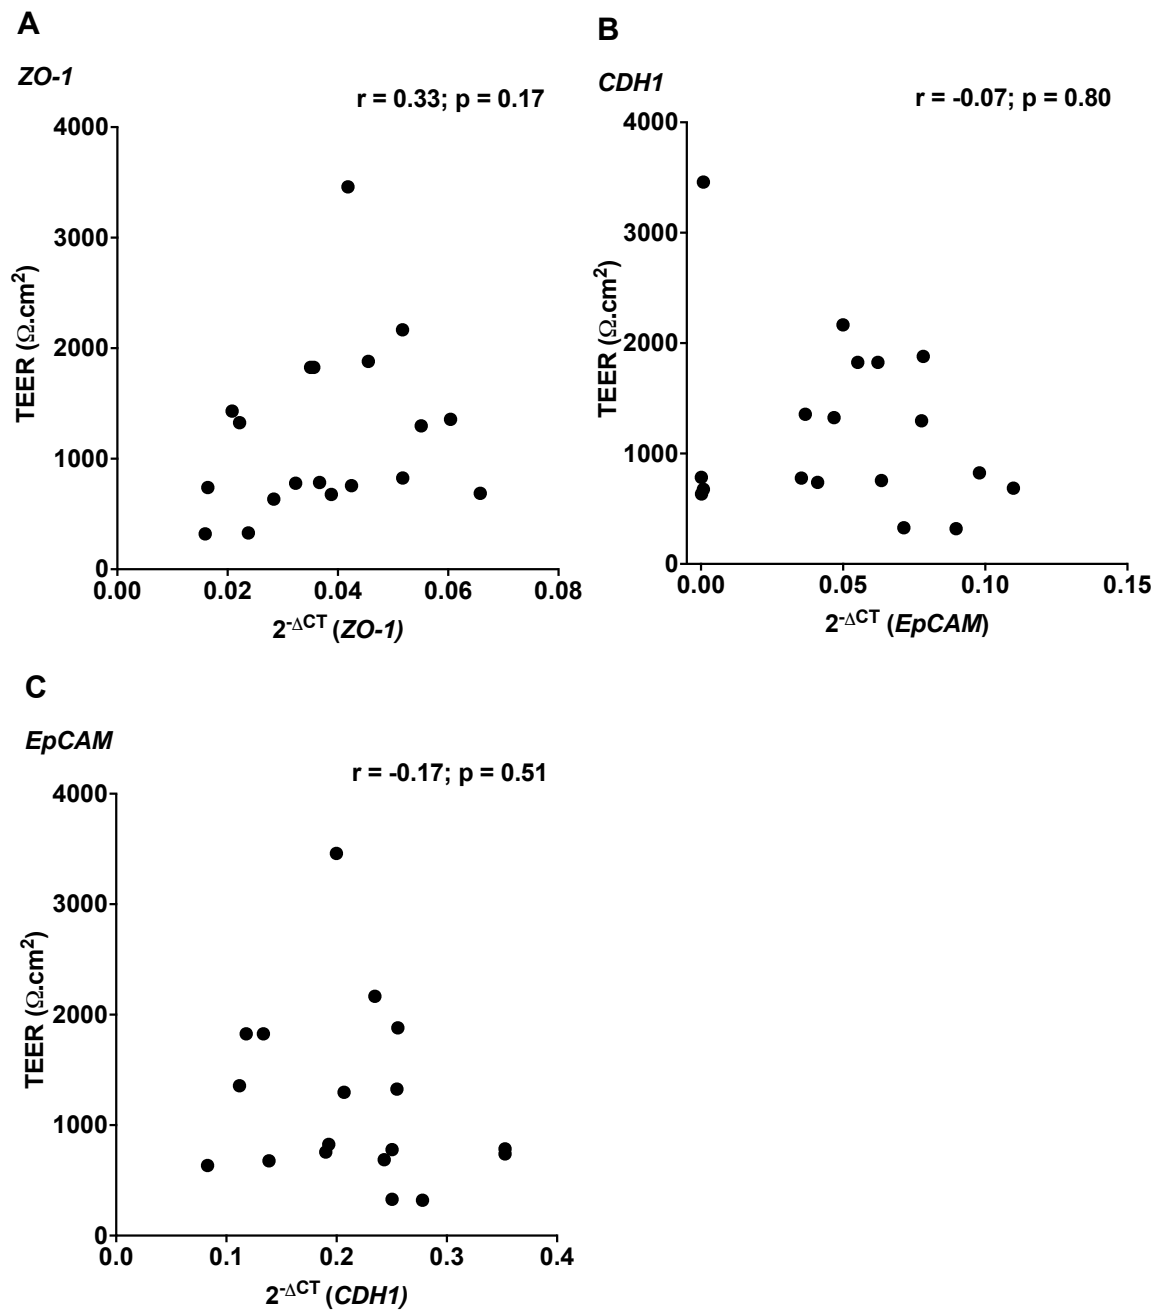 A
ZO-1
r = 0.33; p = 0.17
4000
3000
2000
1000
0
TEER (Ω.cm²)
0.00 0.02 0.04 0.06 0.08
2^-ΔCT (ZO-1)
B
CDH1
r = -0.07; p = 0.80
4000
3000
2000
1000
0
TEER (Ω.cm²)
0.00 0.05 0.10 0.15
2^-ΔCT (EpCAM)
C
EpCAM
r = -0.17; p = 0.51
4000
3000
2000
1000
0
TEER (Ω.cm²)
0.0 0.1 0.2 0.3 0.4
2^-ΔCT (CDH1)